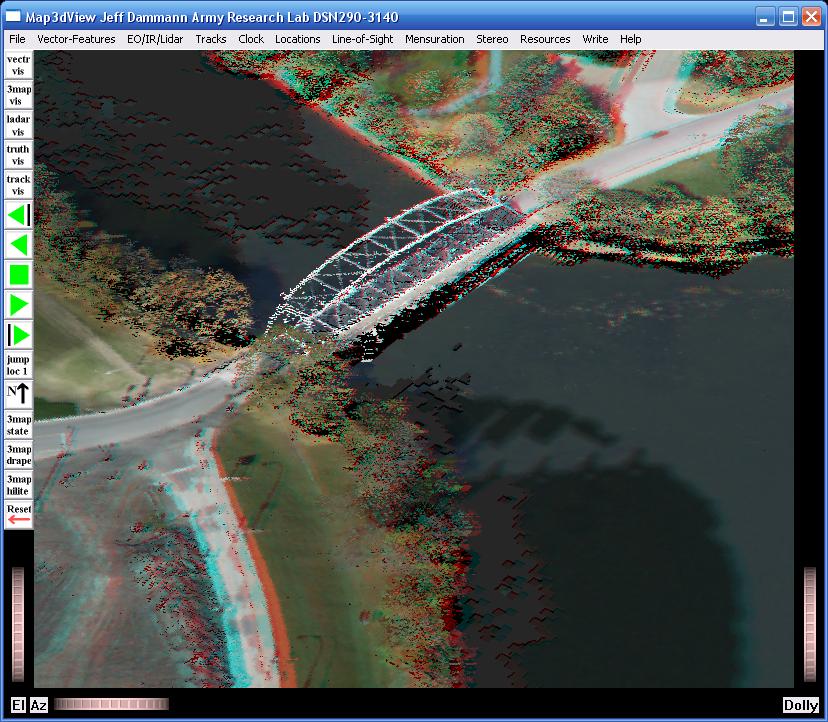 Map3dView Jeff Dammann Army Research Lab DSN290-3140
File Vector-Features EO/IR/Lidar Tracks Clock Locations Line-of-Sight Mensuration Stereo Resources Write Help
vectr
vis
3map
vis
ladar
vis
truth
vis
track
vis
jump
loc 1
N
3map
state
3map
drape
3map
hilite
Reset
El Az Dolly